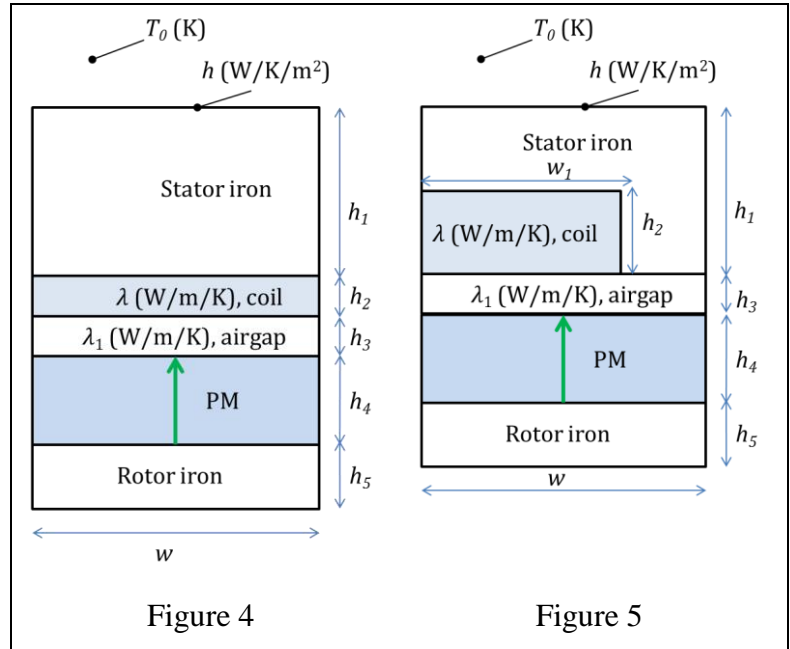 T₀ (K)
h (W/K/m²)
Stator iron
h₁
λ (W/m/K), coil
h₂
λ₁ (W/m/K), airgap
h₃
PM
h₄
Rotor iron
h₅
w
Figure 4
T₀ (K)
h (W/K/m²)
Stator iron
w₁
h₁
λ (W/m/K), coil
h₂
λ₁ (W/m/K), airgap
h₃
PM
h₄
Rotor iron
h₅
w
Figure 5